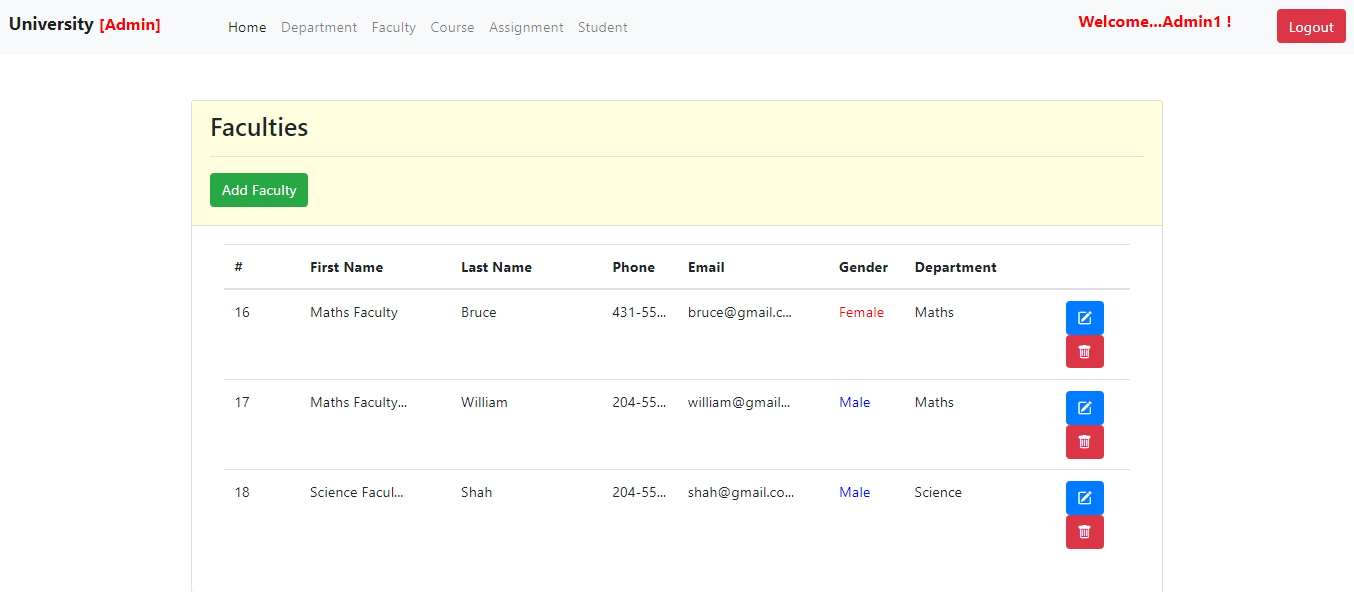 University [Admin] Home Department Faculty Course Assignment Student Welcome...Admin1 ! Logout
Faculties
Add Faculty
# First Name Last Name Phone Email Gender Department
16 Maths Faculty Bruce 431-55... bruce@gmail.c... Female Maths
17 Maths Faculty... William 204-55... william@gmail... Male Maths
18 Science Facul... Shah 204-55... shah@gmail.co... Male Science